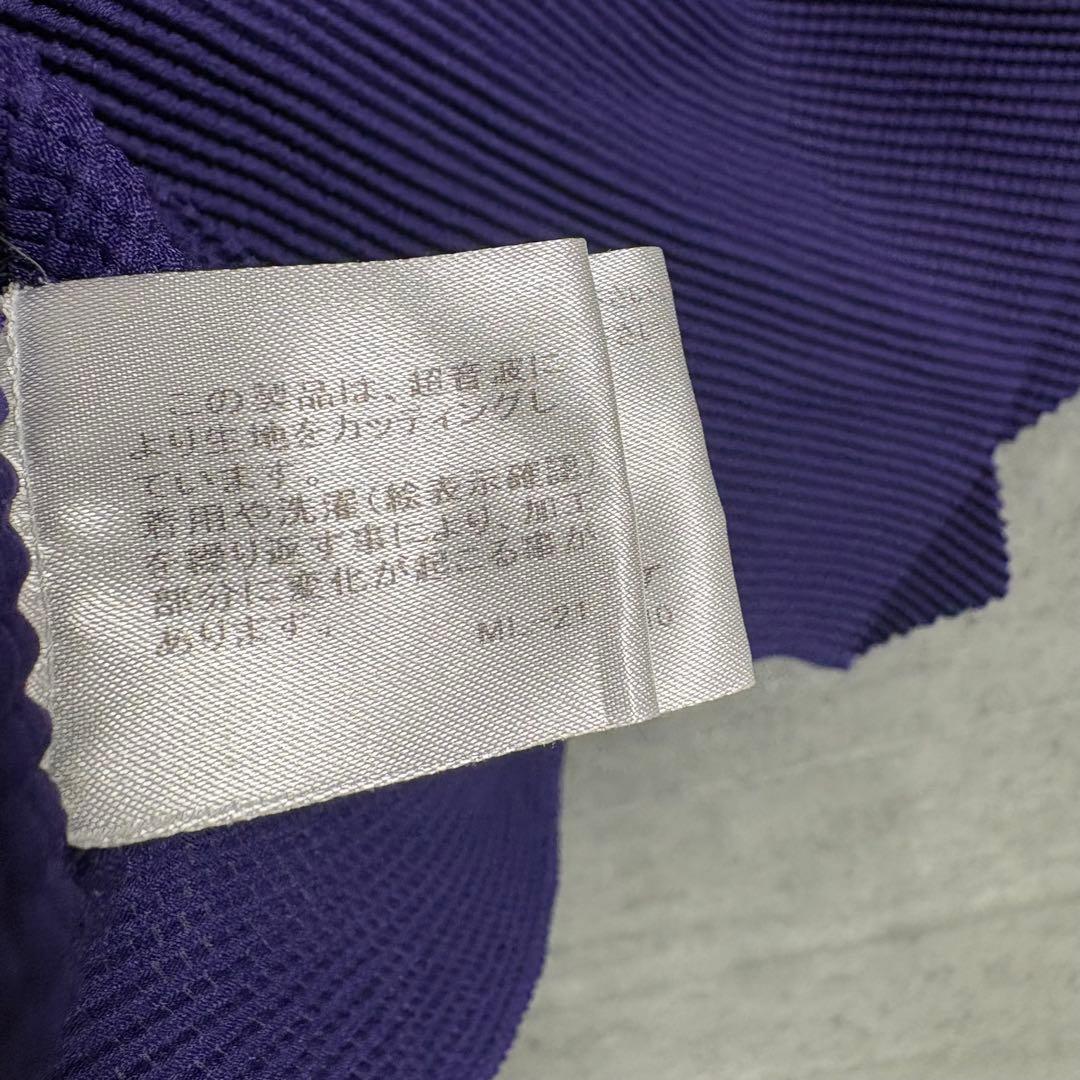 この製品は、超音波に
より生地をカッティングし
ています。
着用や洗濯(絵表示確認)
を繰り返す事により、加工
部分に変化が起こる事が
あります。